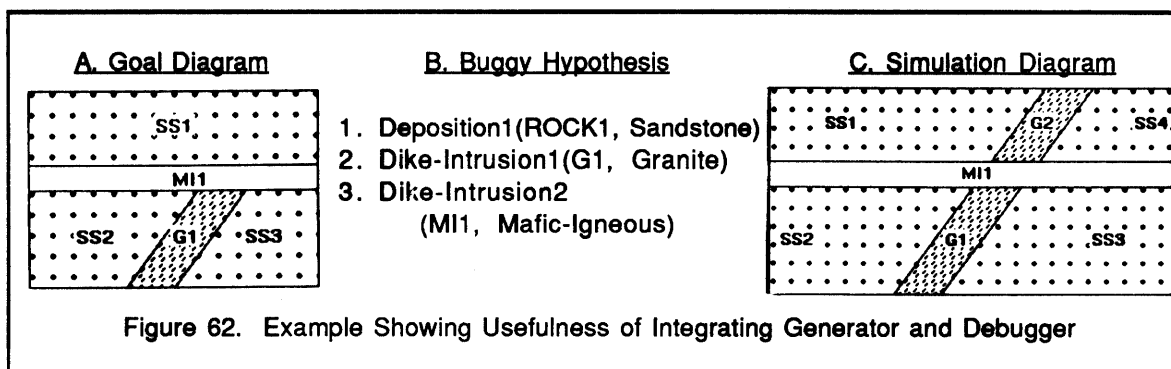 A. Goal Diagram
SS1
MI1
SS2
G1
SS3
B. Buggy Hypothesis
1. Deposition1(ROCK1, Sandstone)
2. Dike-Intrusion1(G1, Granite)
3. Dike-Intrusion2
(MI1, Mafic-Igneous)
C. Simulation Diagram
SS1
G2
SS4
MI1
SS2
G1
SS3
Figure 62. Example Showing Usefulness of Integrating Generator and Debugger